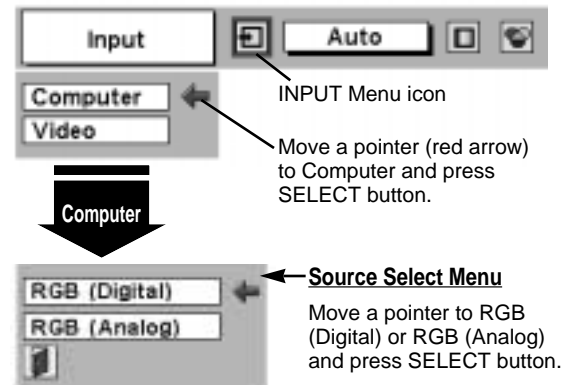 Input
Auto
INPUT Menu icon
Computer
Video
Move a pointer (red arrow)
to Computer and press
SELECT button.
Computer
Source Select Menu
RGB (Digital)
RGB (Analog)
Move a pointer to RGB
(Digital) or RGB (Analog)
and press SELECT button.